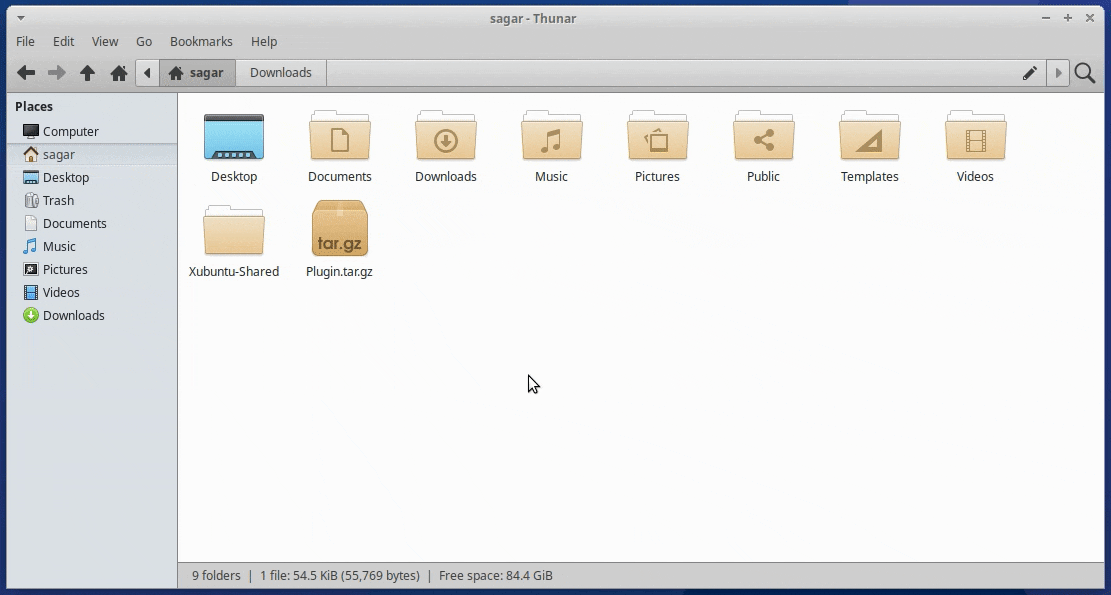 sagar - Thunar
File Edit View Go Bookmarks Help
sagar Downloads
Places
Computer
sagar
Desktop
Trash
Documents
Music
Pictures
Videos
Downloads
Desktop Documents Downloads Music Pictures Public Templates Videos
tar.gz
Xubuntu-Shared Plugin.tar.gz
9 folders | 1 file: 54.5 KiB (55,769 bytes) | Free space: 84.4 GiB